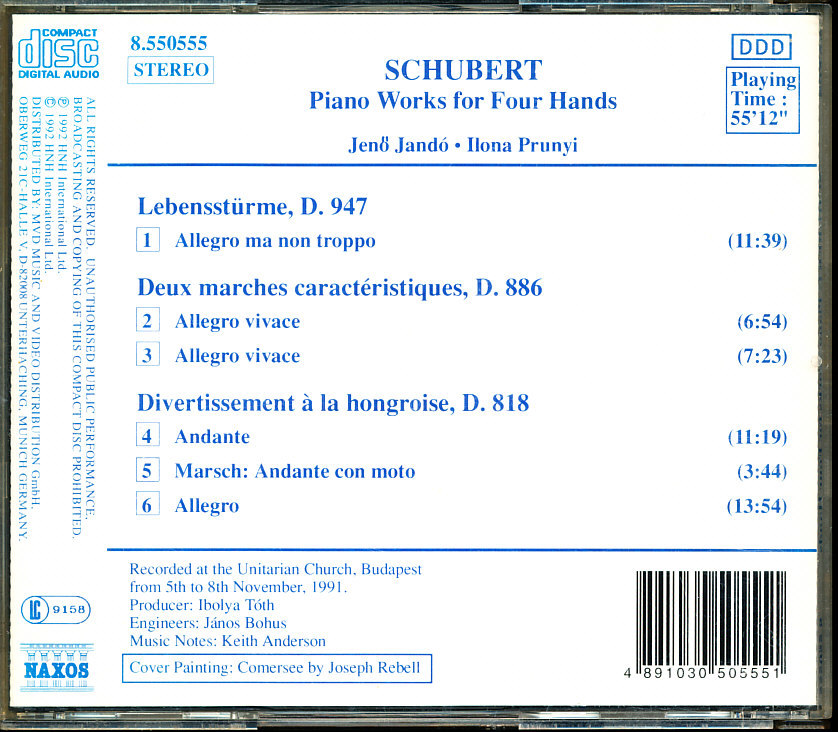 COMPACT
disc
DIGITAL AUDIO
8.550555
STEREO
SCHUBERT
Piano Works for Four Hands
Jenő Jandó • Ilona Prunyi
DDD
Playing
Time :
55'12"
Lebensstürme, D. 947
1 Allegro ma non troppo (11:39)
Deux marches caractéristiques, D. 886
2 Allegro vivace (6:54)
3 Allegro vivace (7:23)
Divertissement à la hongroise, D. 818
4 Andante (11:19)
5 Marsch: Andante con moto (3:44)
6 Allegro (13:54)
Recorded at the Unitarian Church, Budapest
from 5th to 8th November, 1991.
Producer: Ibolya Tóth
Engineers: János Bohus
Music Notes: Keith Anderson
Cover Painting: Comersee by Joseph Rebell
4 891030 505551
ALL RIGHTS RESERVED. UNAUTHORISED PUBLIC PERFORMANCE,
BROADCASTING AND COPYING OF THIS COMPACT DISC PROHIBITED.
℗ 1992 HNH International Ltd.
© 1992 HNH International Ltd.
DISTRIBUTED BY: MVD MUSIC AND VIDEO DISTRIBUTION GmbH,
OBERWEG 21C-HALLE V, D-82008 UNTERHACHING, MUNICH GERMANY.
LC 9158
NAXOS